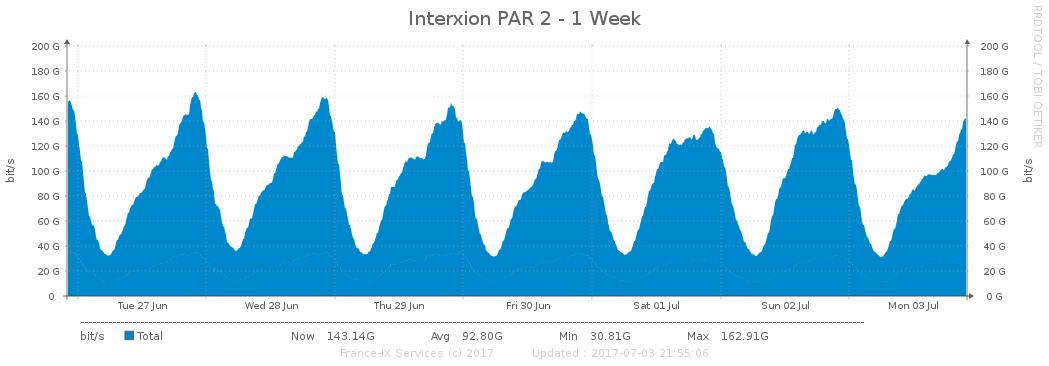 Interxion PAR 2 - 1 Week
RRDTOOL / TOBI OETIKER
200 G 200 G
180 G 180 G
160 G 160 G
140 G 140 G
120 G 120 G
100 G 100 G
80 G 80 G
60 G 60 G
40 G 40 G
20 G 20 G
0 0 G
bit/s bit/s
Tue 27 Jun Wed 28 Jun Thu 29 Jun Fri 30 Jun Sat 01 Jul Sun 02 Jul Mon 03 Jul
bit/s Total Now 143.14G Avg 92.80G Min 30.81G Max 162.91G
France-IX Services (c) 2017 Updated : 2017-07-03 21:55:06